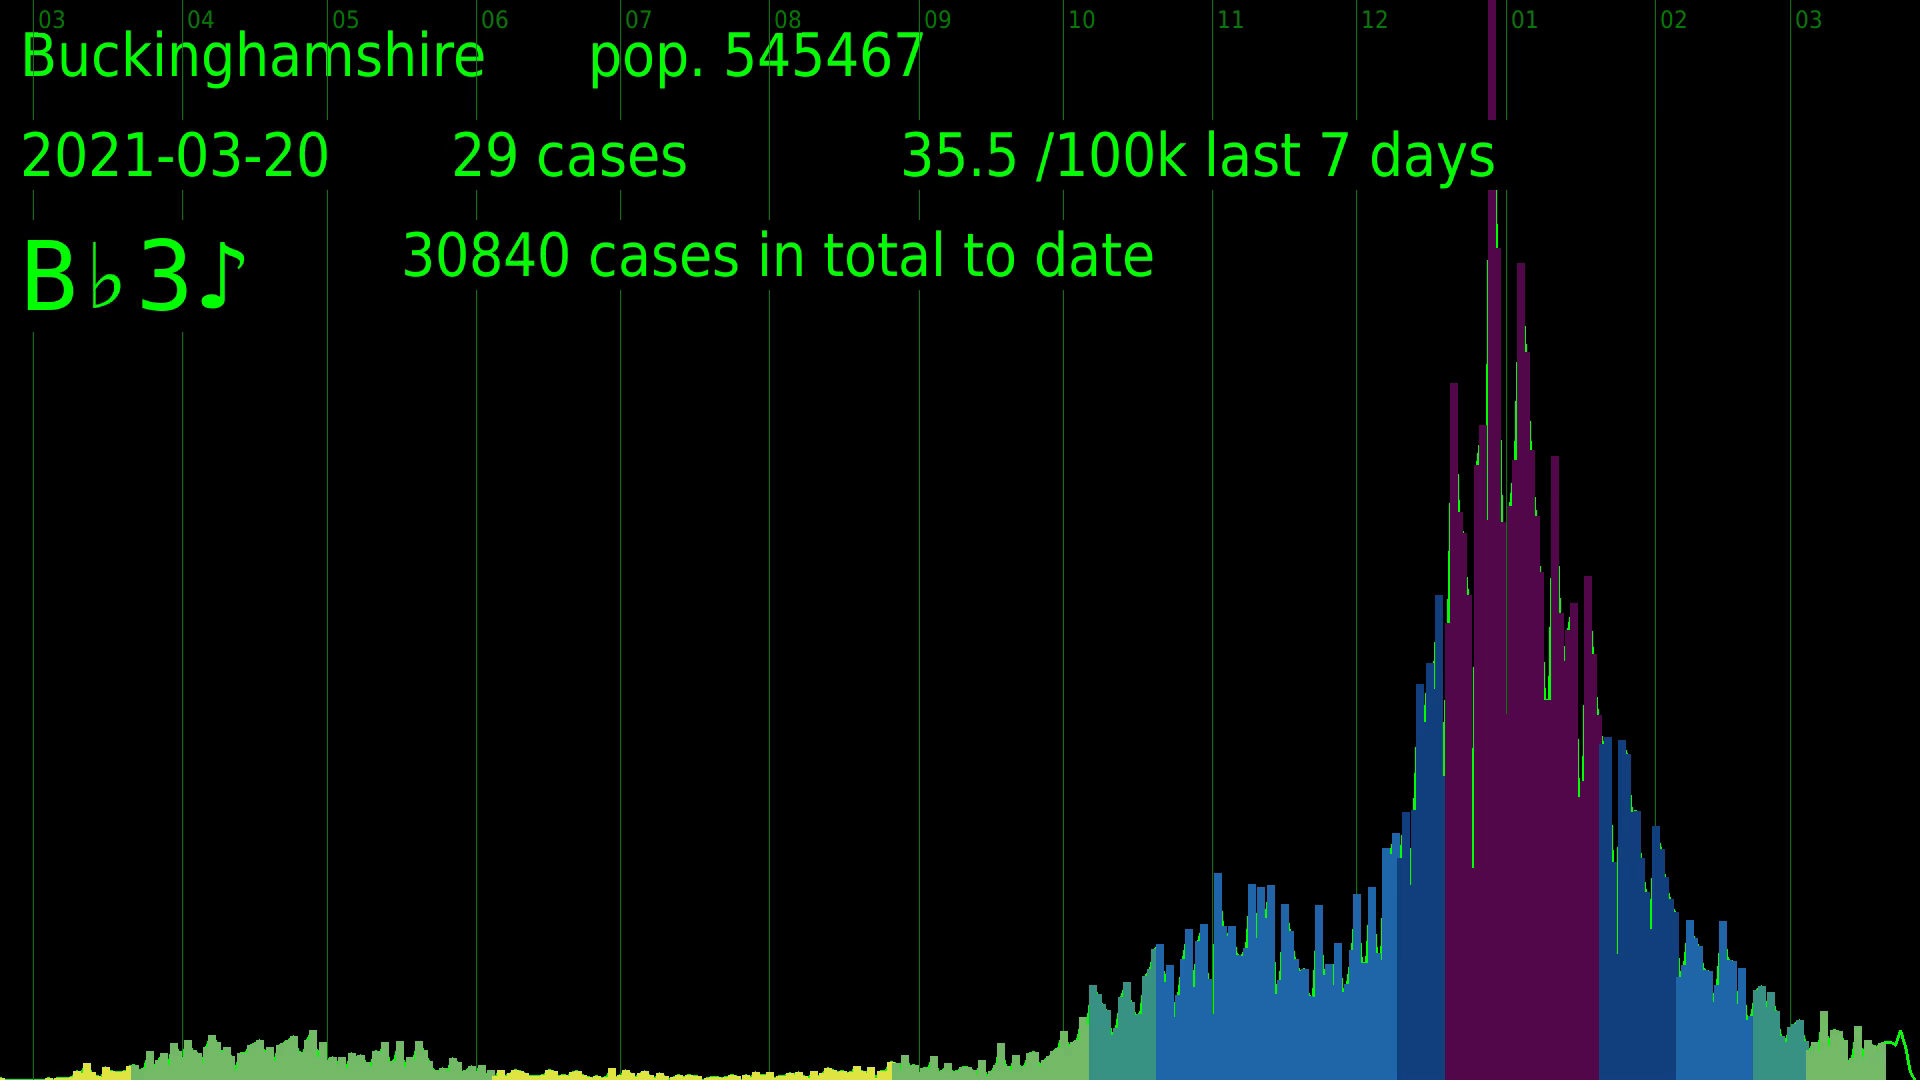 03 04 05 06 07 08 09 10 11 12 01 02 03
Buckinghamshire pop. 545467
2021-03-20 29 cases 35.5 /100k last 7 days
B♭3♪ 30840 cases in total to date